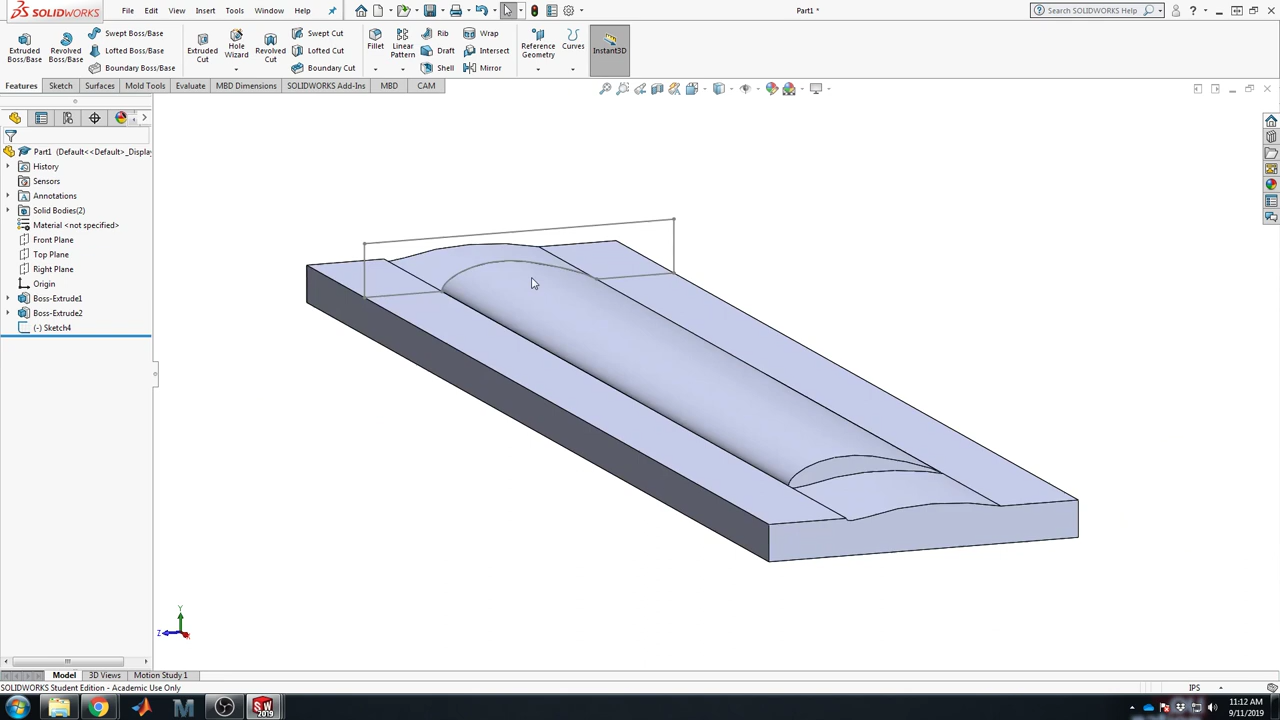 SOLIDWORKS
File
Edit
View
Insert
Tools
Window
Help
Part1 *
Search SOLIDWORKS Help
Extruded Boss/Base
Revolved Boss/Base
Swept Boss/Base
Lofted Boss/Base
Boundary Boss/Base
Extruded Cut
Hole Wizard
Revolved Cut
Swept Cut
Lofted Cut
Boundary Cut
Fillet
Linear Pattern
Rib
Draft
Shell
Wrap
Intersect
Mirror
Reference Geometry
Curves
Instant3D
Features
Sketch
Surfaces
Mold Tools
Evaluate
MBD Dimensions
SOLIDWORKS Add-Ins
MBD
CAM
Part1 (Default<<Default>_Displa
History
Sensors
Annotations
Solid Bodies(2)
Material <not specified>
Front Plane
Top Plane
Right Plane
Origin
Boss-Extrude1
Boss-Extrude2
(-) Sketch4
Y
Z
Model
3D Views
Motion Study 1
SOLIDWORKS Student Edition - Academic Use Only
IPS
SW
2019
11:12 AM
9/11/2019